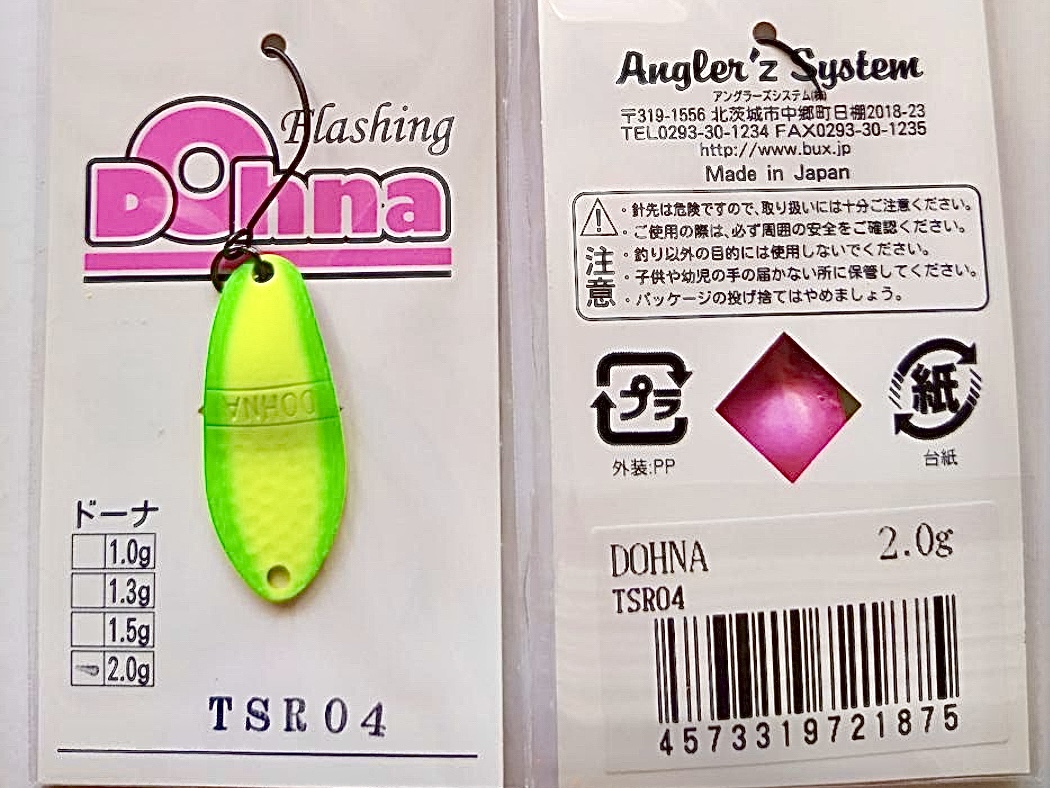 Flashing
Dohna
DOHNA
ドーナ
1.0g
1.3g
1.5g
2.0g
TSR04
Angler'z System
アングラーズシステム(株)
〒319-1556 北茨城市中郷町日棚2018-23
TEL0293-30-1234 FAX0293-30-1235
http://www.bux.jp
Made in Japan
注意
・針先は危険ですので、取り扱いには十分ご注意ください。
・ご使用の際は、必ず周囲の安全をご確認ください。
・釣り以外の目的には使用しないでください。
・子供や幼児の手の届かない所に保管してください。
・パッケージの投げ捨てはやめましょう。
プラ
外装:PP
紙
台紙
DOHNA 2.0g
TSR04
4573319721875